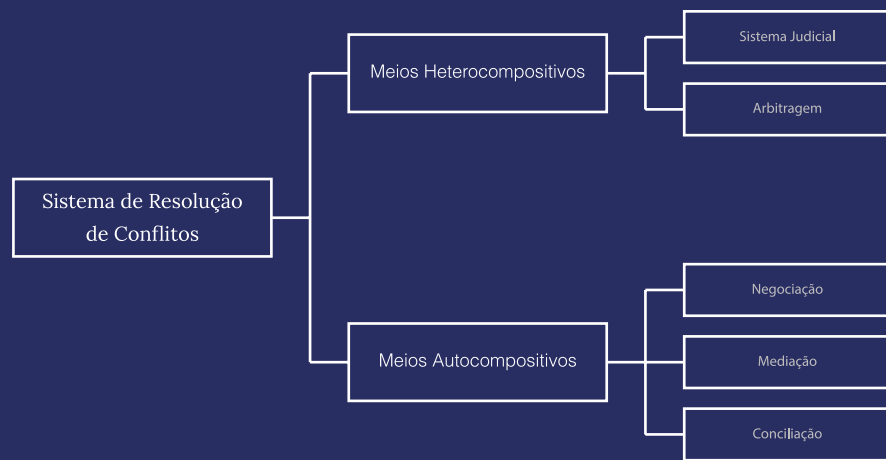 Sistema de Resolução
de Conflitos
Meios Heterocompositivos
Sistema Judicial
Arbitragem
Meios Autocompositivos
Negociação
Mediação
Conciliação